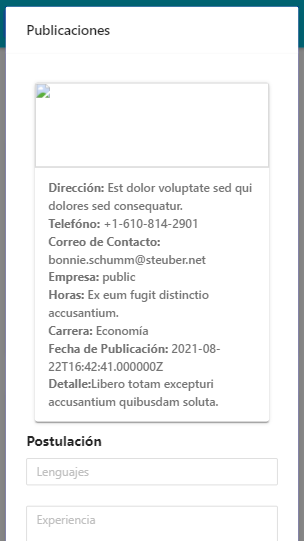 Publicaciones
Dirección: Est dolor voluptate sed qui
dolores sed consequatur.
Telefóno: +1-610-814-2901
Correo de Contacto:
bonnie.schumm@steuber.net
Empresa: public
Horas: Ex eum fugit distinctio
accusantium.
Carrera: Economía
Fecha de Publicación: 2021-08-
22T16:42:41.000000Z
Detalle:Libero totam excepturi
accusantium quibusdam soluta.
Postulación
Lenguajes
Experiencia